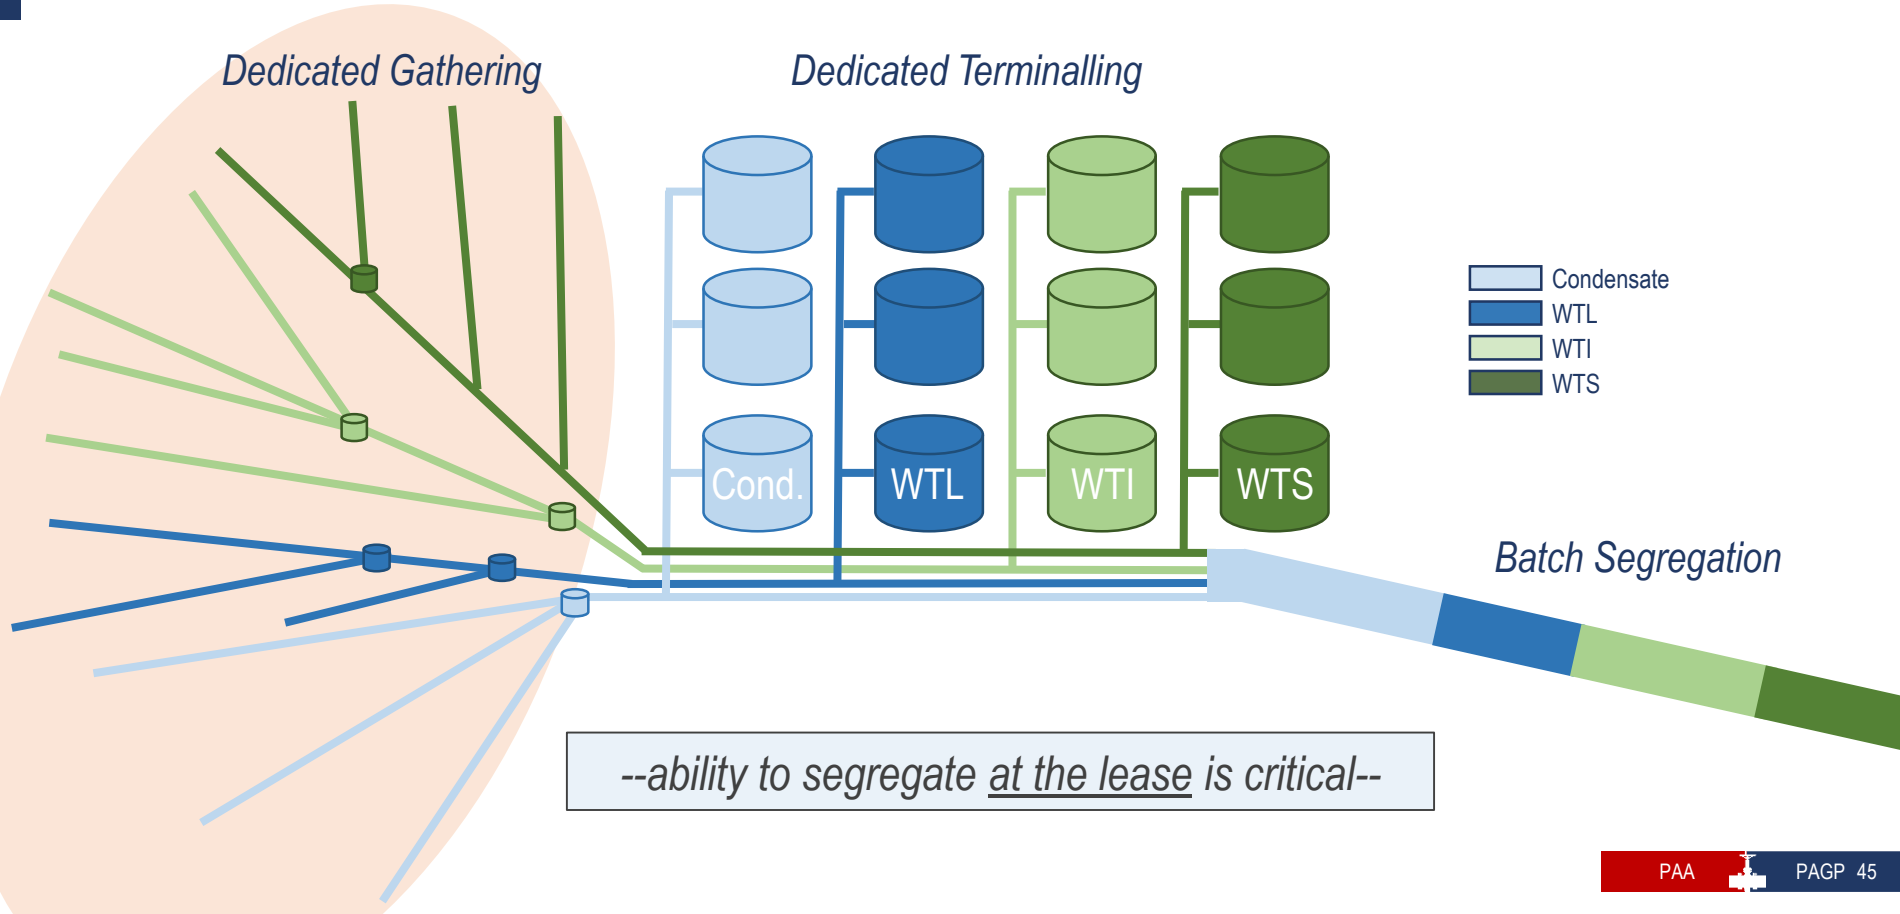 Dedicated Gathering
Dedicated Terminalling
Condensate
WTL
WTI
WTS
Cond.
WTL
WTI
WTS
Batch Segregation
--ability to segregate at the lease is critical--
PAA
PAGP 45